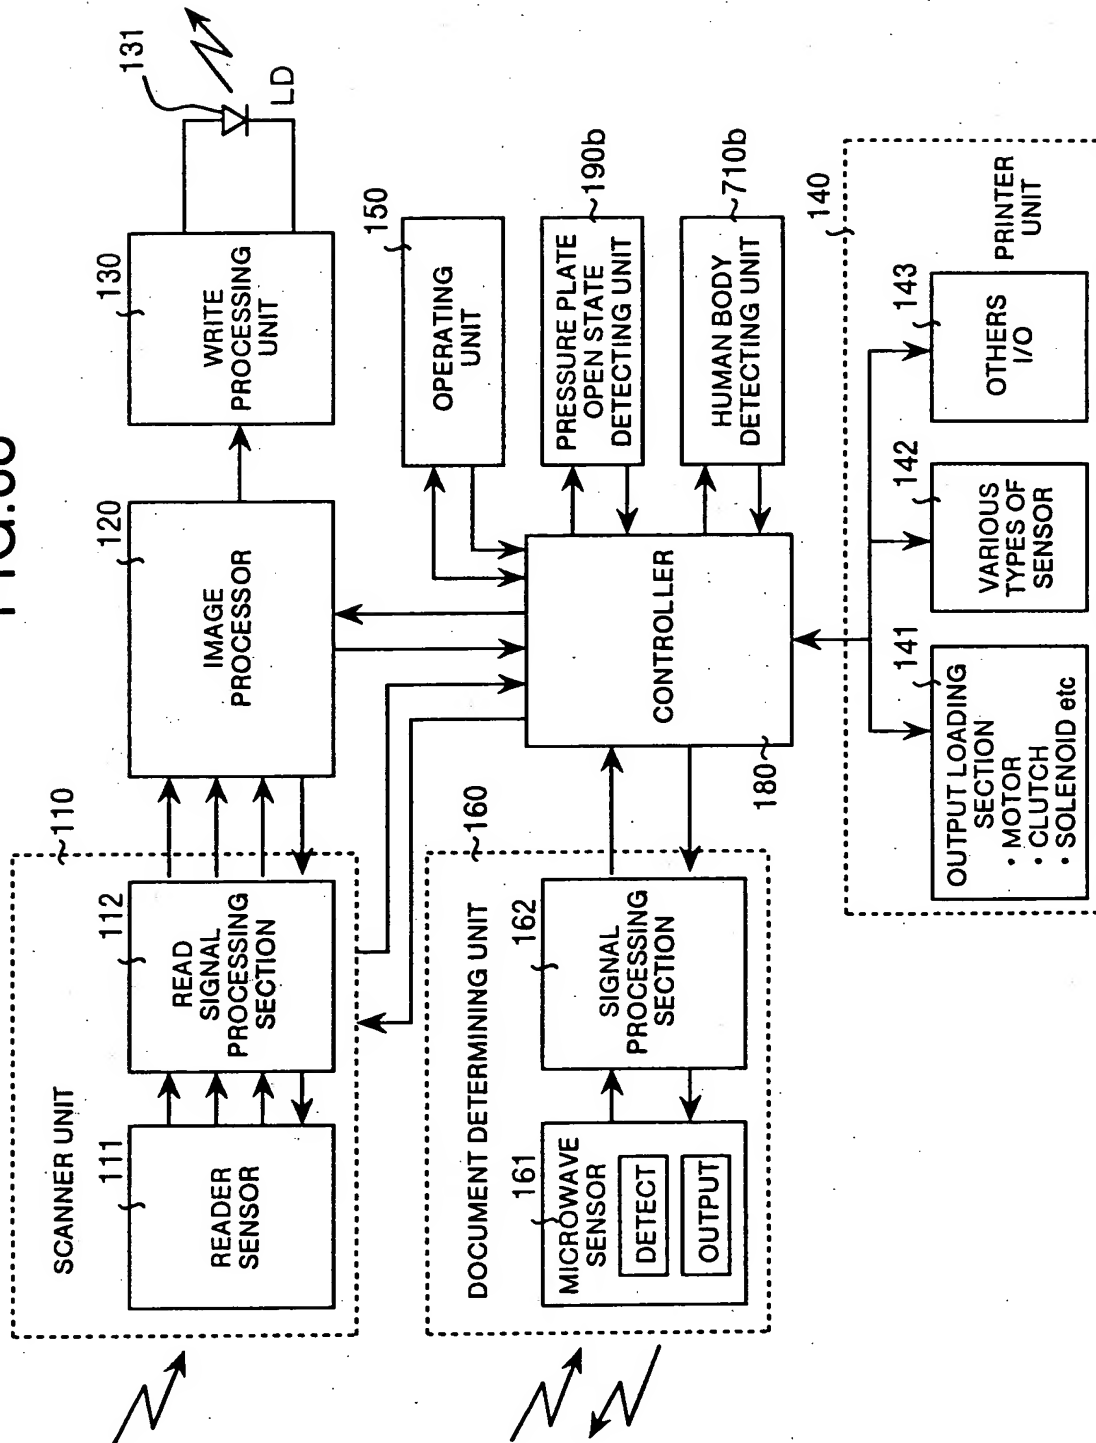 SCANNER UNIT
110
111
READER
SENSOR
112
READ
SIGNAL
PROCESSING
SECTION
120
IMAGE
PROCESSOR
130
WRITE
PROCESSING
UNIT
131
LD
DOCUMENT DETERMINING UNIT
160
161
MICROWAVE
SENSOR
DETECT
OUTPUT
162
SIGNAL
PROCESSING
SECTION
CONTROLLER
180
150
OPERATING
UNIT
190b
PRESSURE PLATE
OPEN STATE
DETECTING UNIT
710b
HUMAN BODY
DETECTING UNIT
140
141
OUTPUT LOADING
SECTION
• MOTOR
• CLUTCH
• SOLENOID etc
142
VARIOUS
TYPES OF
SENSOR
143
OTHERS
I/O
PRINTER
UNIT